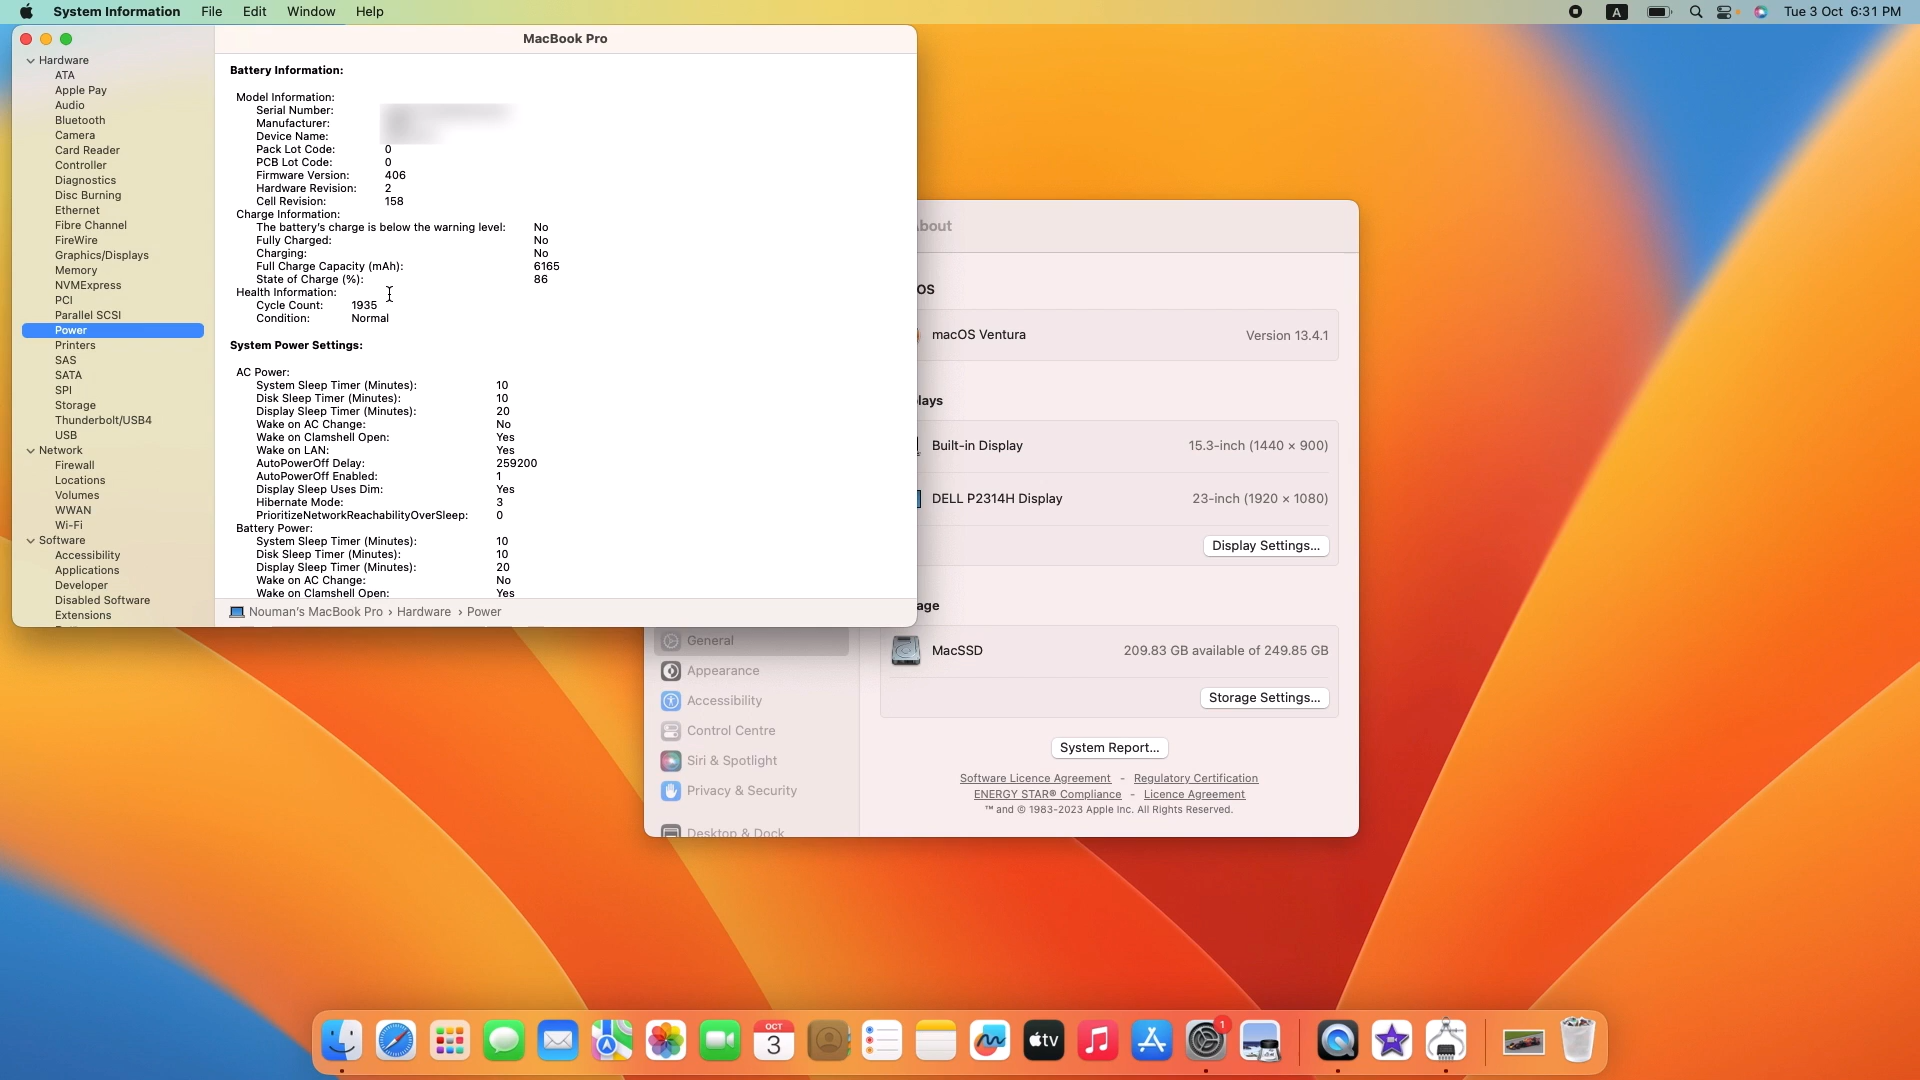 System Information File Edit Window Help
A Tue 3 Oct 6:31 PM
MacBook Pro
Hardware
ATA
Apple Pay
Audio
Bluetooth
Camera
Card Reader
Controller
Diagnostics
Disc Burning
Ethernet
Fibre Channel
FireWire
Graphics/Displays
Memory
NVMExpress
PCI
Parallel SCSI
Power
Printers
SAS
SATA
SPI
Storage
Thunderbolt/USB4
USB
Network
Firewall
Locations
Volumes
WWAN
Wi-Fi
Software
Accessibility
Applications
Developer
Disabled Software
Extensions
Battery Information:
Model Information:
Serial Number:
Manufacturer:
Device Name:
Pack Lot Code: 0
PCB Lot Code: 0
Firmware Version: 406
Hardware Revision: 2
Cell Revision: 158
Charge Information:
The battery's charge is below the warning level: No
Fully Charged: No
Charging: No
Full Charge Capacity (mAh): 6165
State of Charge (%): 86
Health Information:
Cycle Count: 1935
Condition: Normal
System Power Settings:
AC Power:
System Sleep Timer (Minutes): 10
Disk Sleep Timer (Minutes): 10
Display Sleep Timer (Minutes): 20
Wake on AC Change: No
Wake on Clamshell Open: Yes
Wake on LAN: Yes
AutoPowerOff Delay: 259200
AutoPowerOff Enabled: 1
Display Sleep Uses Dim: Yes
Hibernate Mode: 3
PrioritizeNetworkReachabilityOverSleep: 0
Battery Power:
System Sleep Timer (Minutes): 10
Disk Sleep Timer (Minutes): 10
Display Sleep Timer (Minutes): 20
Wake on AC Change: No
Wake on Clamshell Open: Yes
Nouman's MacBook Pro › Hardware › Power
bout
OS
macOS Ventura Version 13.4.1
lays
Built-in Display 15.3-inch (1440 × 900)
DELL P2314H Display 23-inch (1920 × 1080)
Display Settings...
age
MacSSD 209.83 GB available of 249.85 GB
Storage Settings...
System Report...
Software Licence Agreement - Regulatory Certification
ENERGY STAR® Compliance - Licence Agreement
™ and © 1983-2023 Apple Inc. All Rights Reserved.
General
Appearance
Accessibility
Control Centre
Siri & Spotlight
Privacy & Security
Desktop & Dock
OCT
3
tv
1